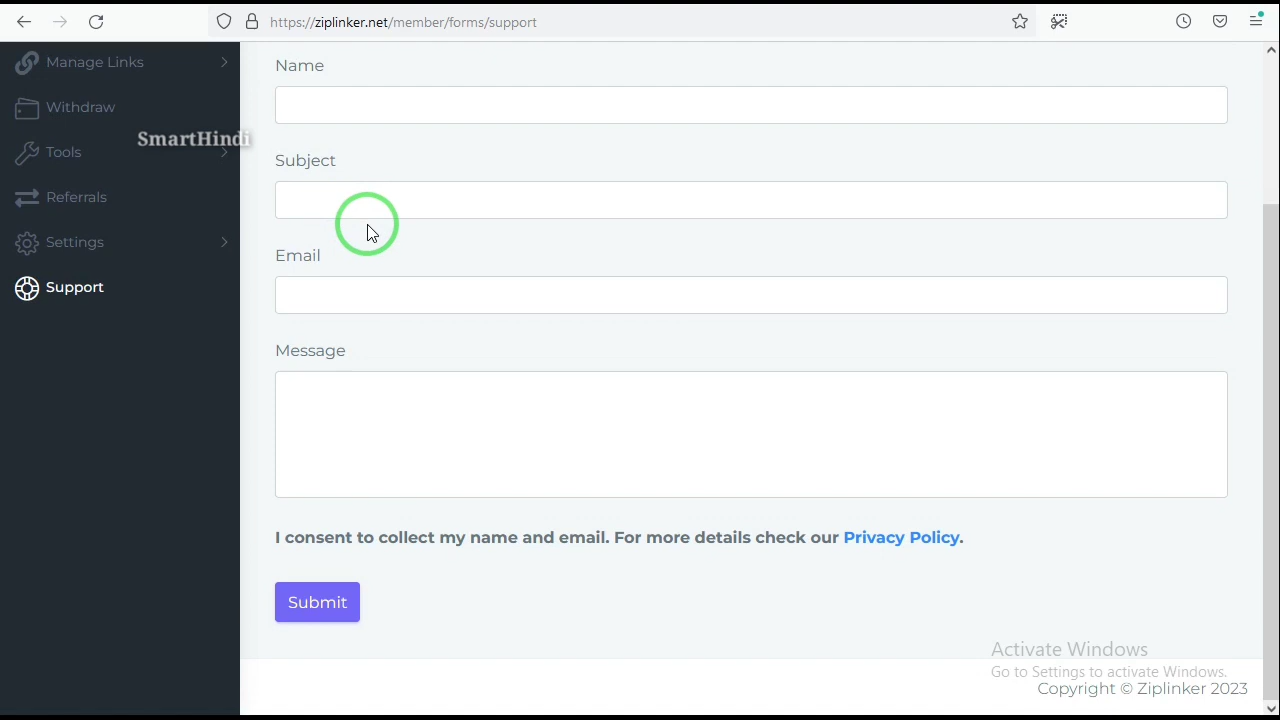 https://ziplinker.net/member/forms/support
Manage Links
Withdraw
SmartHindi
Tools
Referrals
Settings
Support
Name
Subject
Email
Message
I consent to collect my name and email. For more details check our Privacy Policy.
Submit
Activate Windows
Go to Settings to activate Windows.
Copyright © Ziplinker 2023